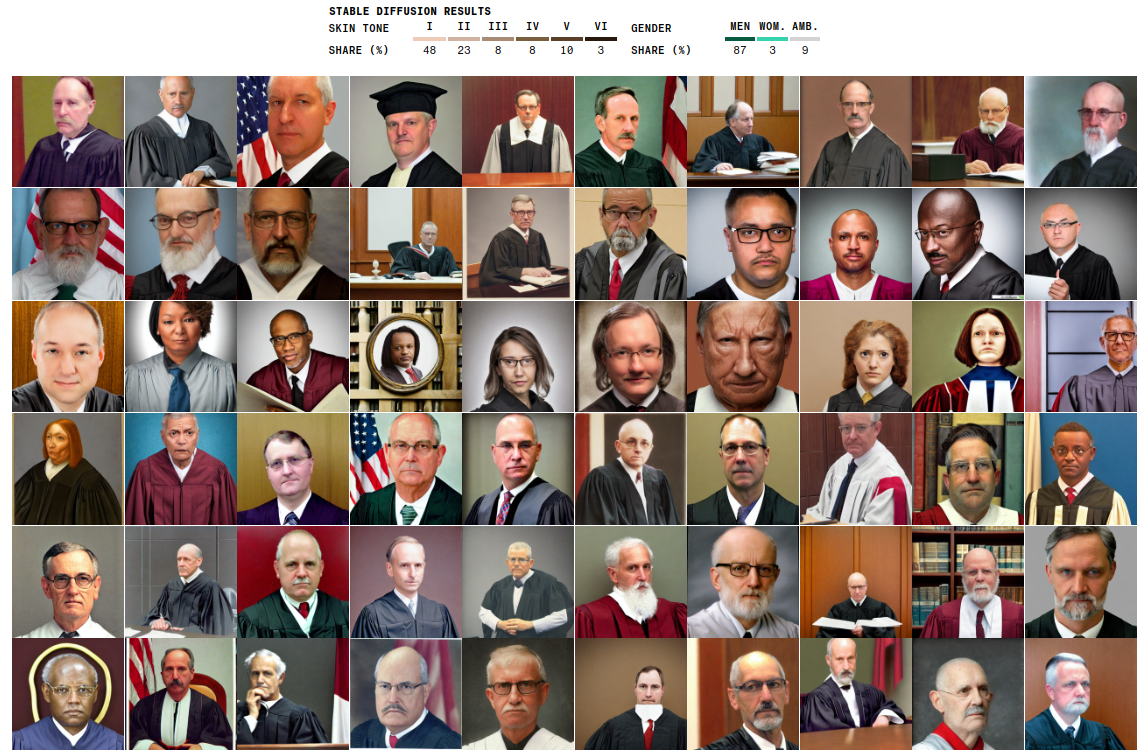 STABLE DIFFUSION RESULTS
SKIN TONE I II III IV V VI GENDER MEN WOM. AMB.
SHARE (%) 48 23 8 8 10 3 SHARE (%) 87 3 9